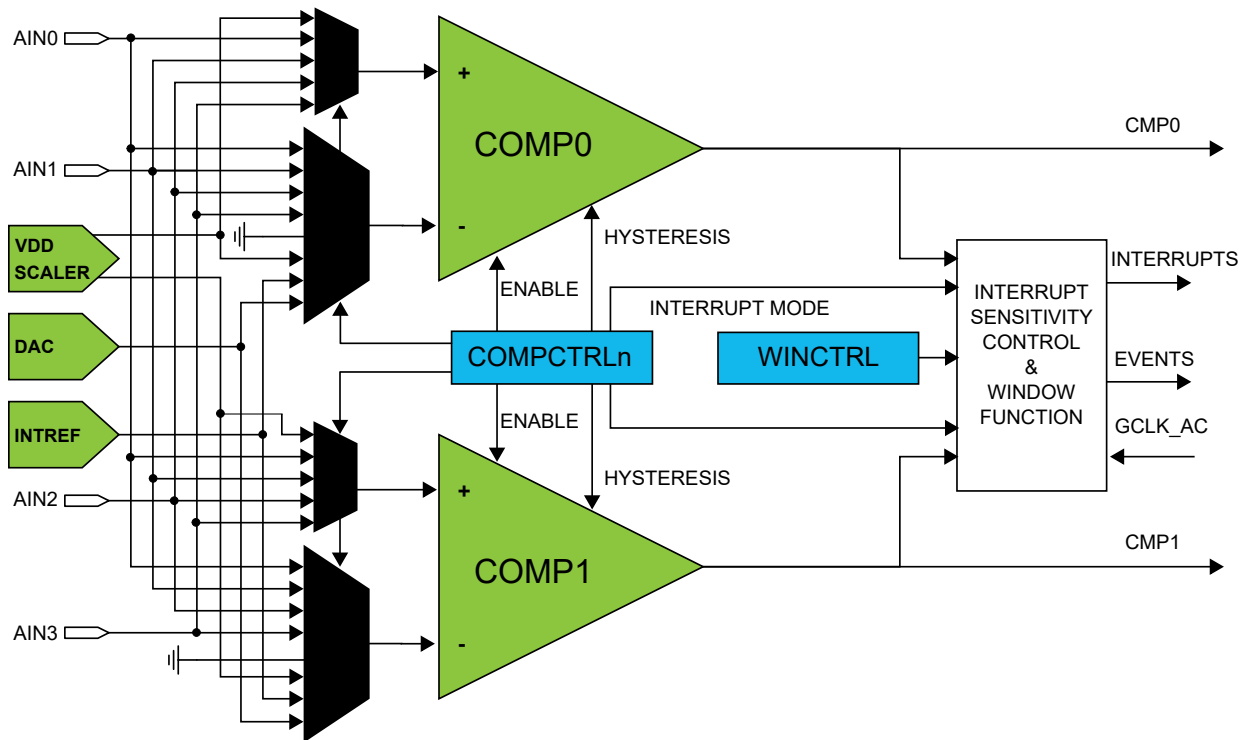 AIN0
+
COMP0
CMP0
AIN1
-
HYSTERESIS
VDD
SCALER
INTERRUPTS
ENABLE
INTERRUPT MODE
INTERRUPT
SENSITIVITY
CONTROL
&
WINDOW
FUNCTION
DAC
COMPCTRLn
WINCTRL
EVENTS
ENABLE
GCLK_AC
INTREF
HYSTERESIS
AIN2
+
CMP1
COMP1
AIN3
-